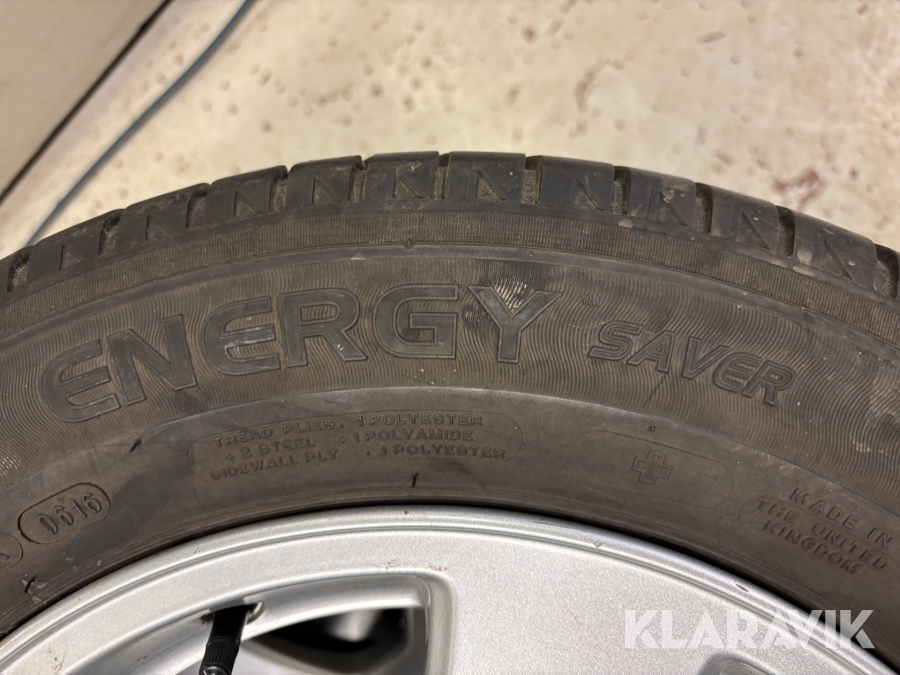 ENERGY SAVER
TREAD PLIES. 1 POLYESTER
+ 2 STEEL + 1 POLYAMIDE
SIDEWALL PLY . 1 POLYESTER
0616
MADE IN
THE UNITED
KINGDOM
KLARAVIK